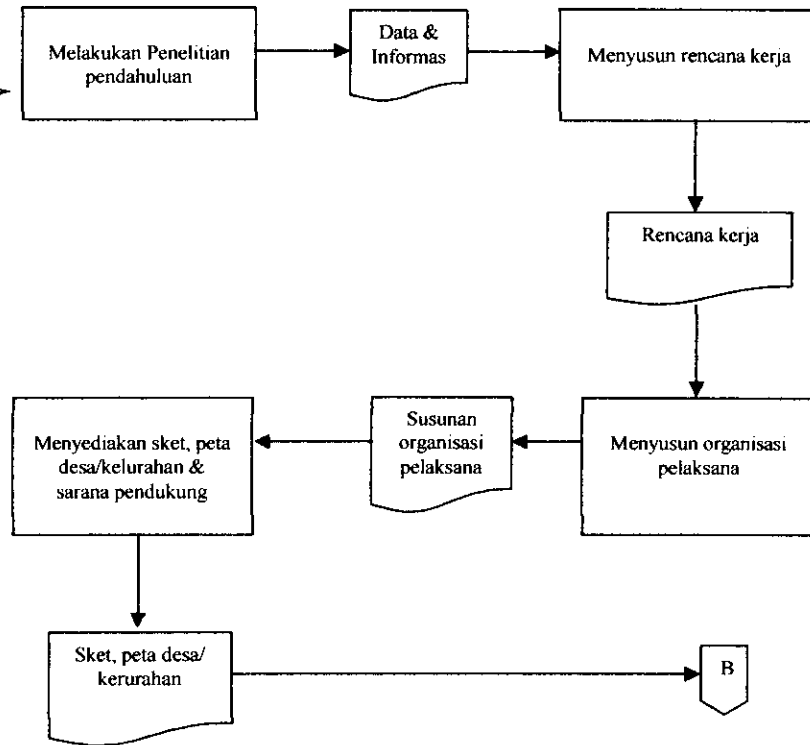 Melakukan Penelitian
pendahuluan
Data &
Informas
Menyusun rencana kerja
Rencana kerja
Menyusun organisasi
pelaksana
Susunan
organisasi
pelaksana
Menyediakan sket, peta
desa/kelurahan &
sarana pendukung
Sket, peta desa/
kerurahan
B